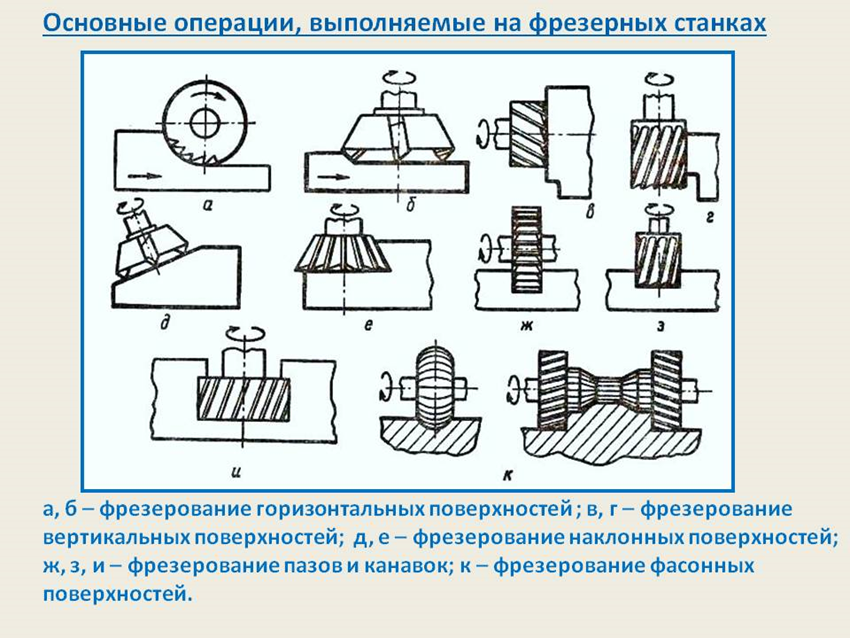 Основные операции, выполняемые на фрезерных станках
а
б
в
г
д
е
ж
з
и
к
а, б – фрезерование горизонтальных поверхностей ; в, г – фрезерование
вертикальных поверхностей; д, е – фрезерование наклонных поверхностей;
ж, з, и – фрезерование пазов и канавок; к – фрезерование фасонных
поверхностей.